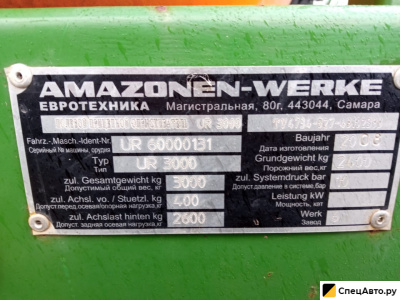 AMAZONEN-WERKE
ЕВРОТЕХНИКА Магистральная, 80г, 443044, Самара
UR 3000
Fahrz.-,Masch.-Ident-Nr. UR 60000131 Baujahr
Серийный № машины, орудия Дата изготовления
Typ UR 3000 Grundgewicht kg
Тип Основной вес, кг
zul. Gesamtgewicht kg 5000 zul. Systemdruck bar
Допустимый общий вес, кг Допуст. давление в системе, бар
zul. Achsl. vo. / Stuetzl. kg 400 Leistung kW
Допуст.перед.осевая/опорная нагрузка,кг Мощность, квт
zul. Achslast hinten kg 2600 Werk
Допуст. задняя осевая нагрузка,кг Завод
СпецАвто.ру